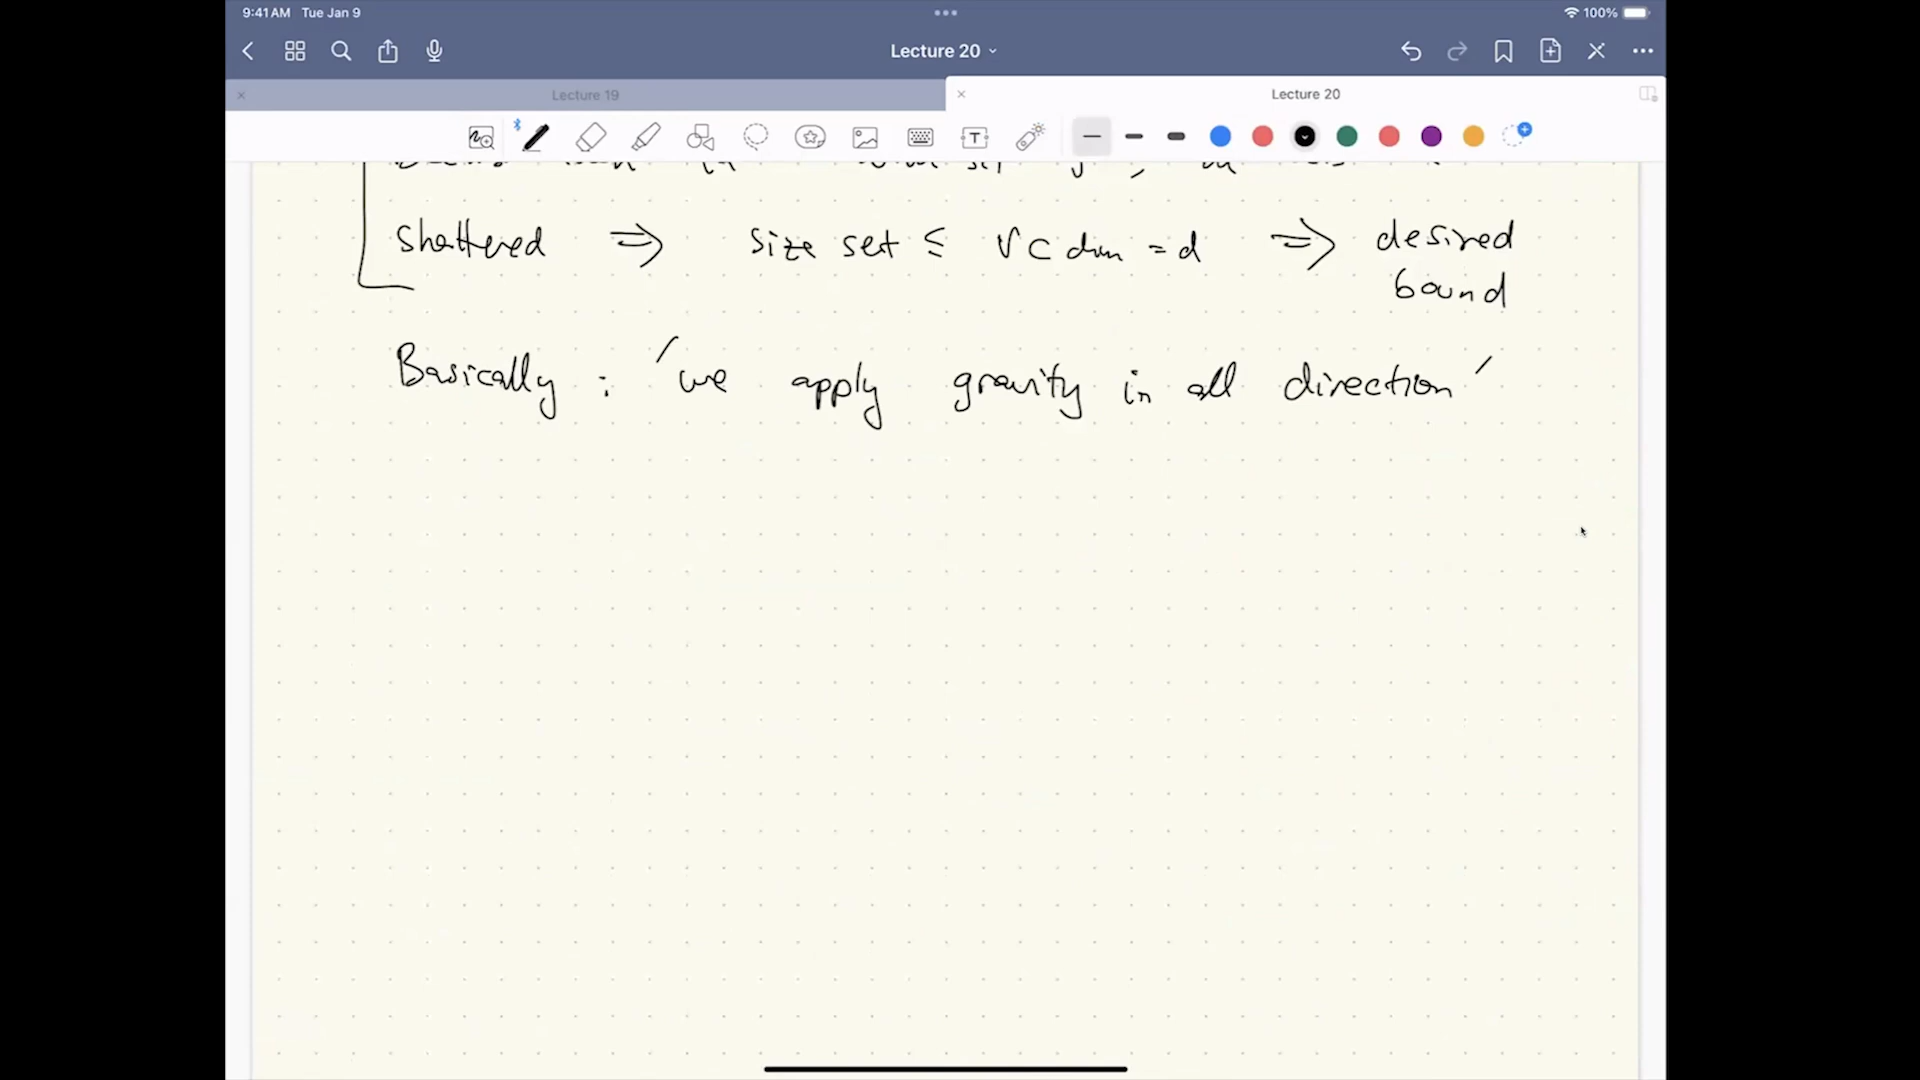 9:41 AM Tue Jan 9
100%
Lecture 20
Lecture 19
Lecture 20
shattered ⇒ size set ≤ VC dim = d ⇒ desired
bound
Basically : 'we apply gravity in all direction'